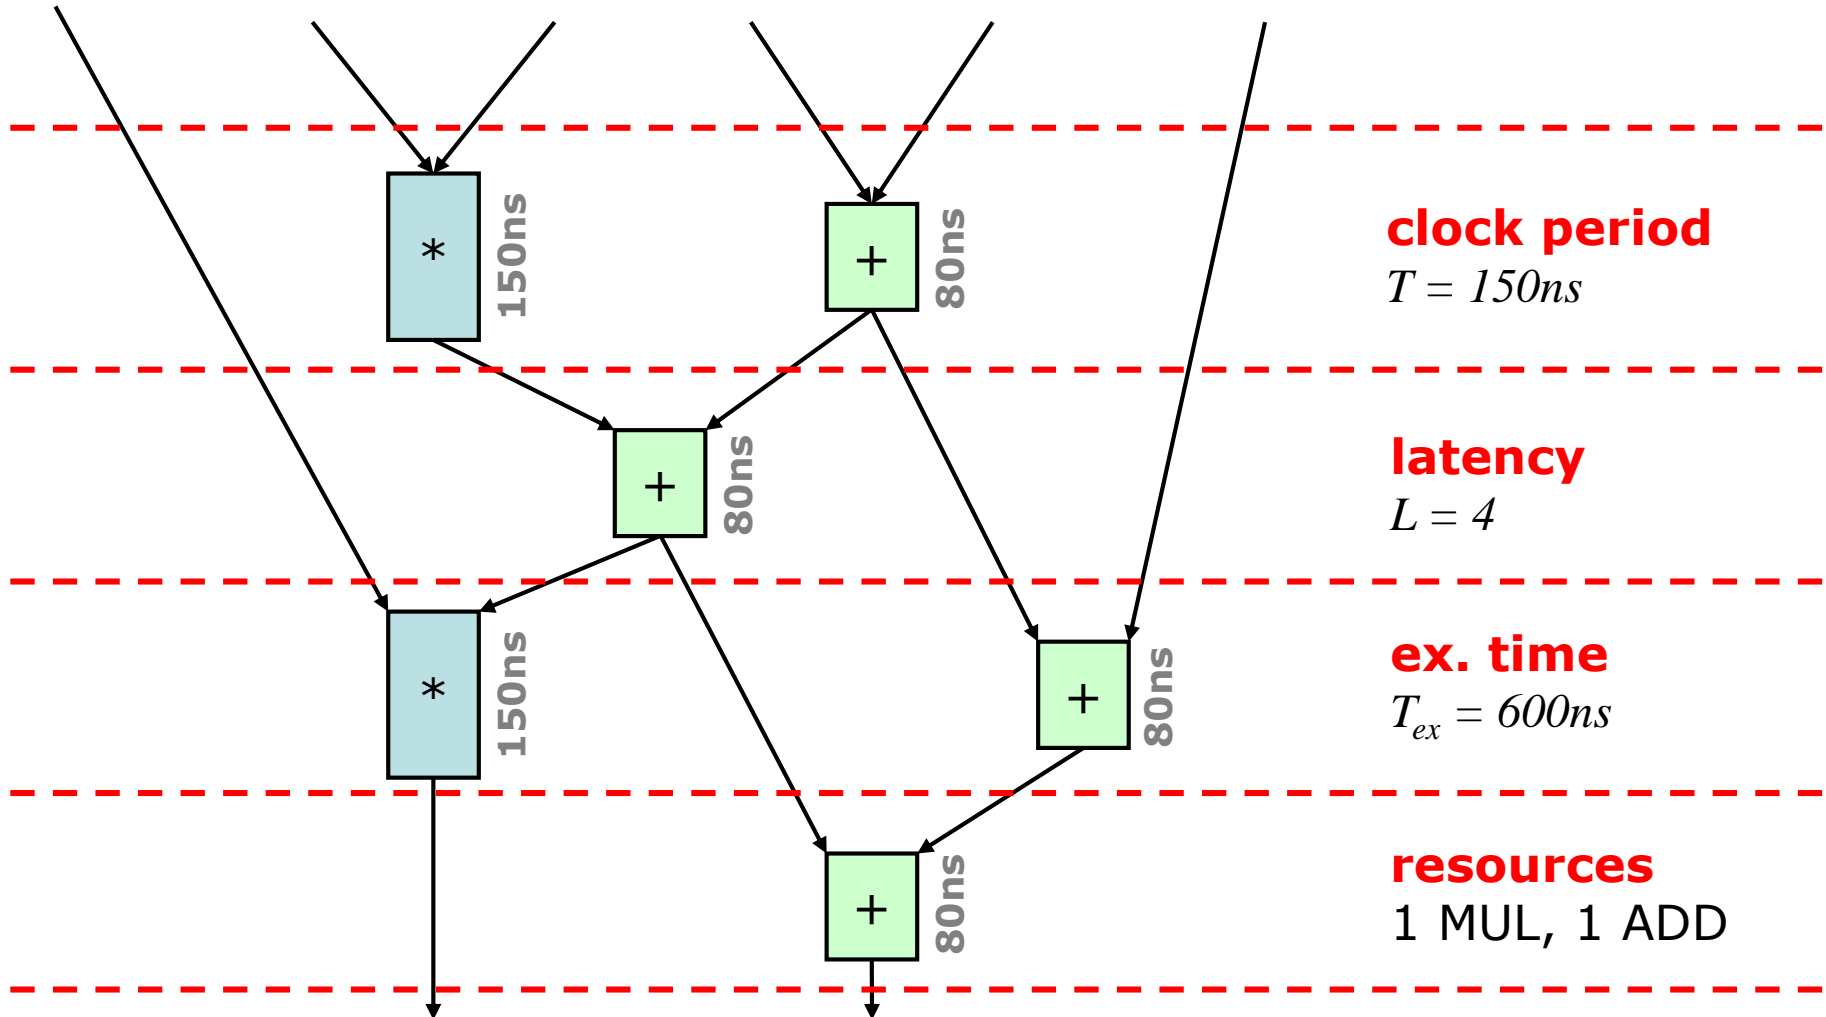 *
150ns
+
80ns
clock period
T = 150ns
+
80ns
latency
L = 4
*
150ns
+
80ns
ex. time
Tex = 600ns
+
80ns
resources
1 MUL, 1 ADD